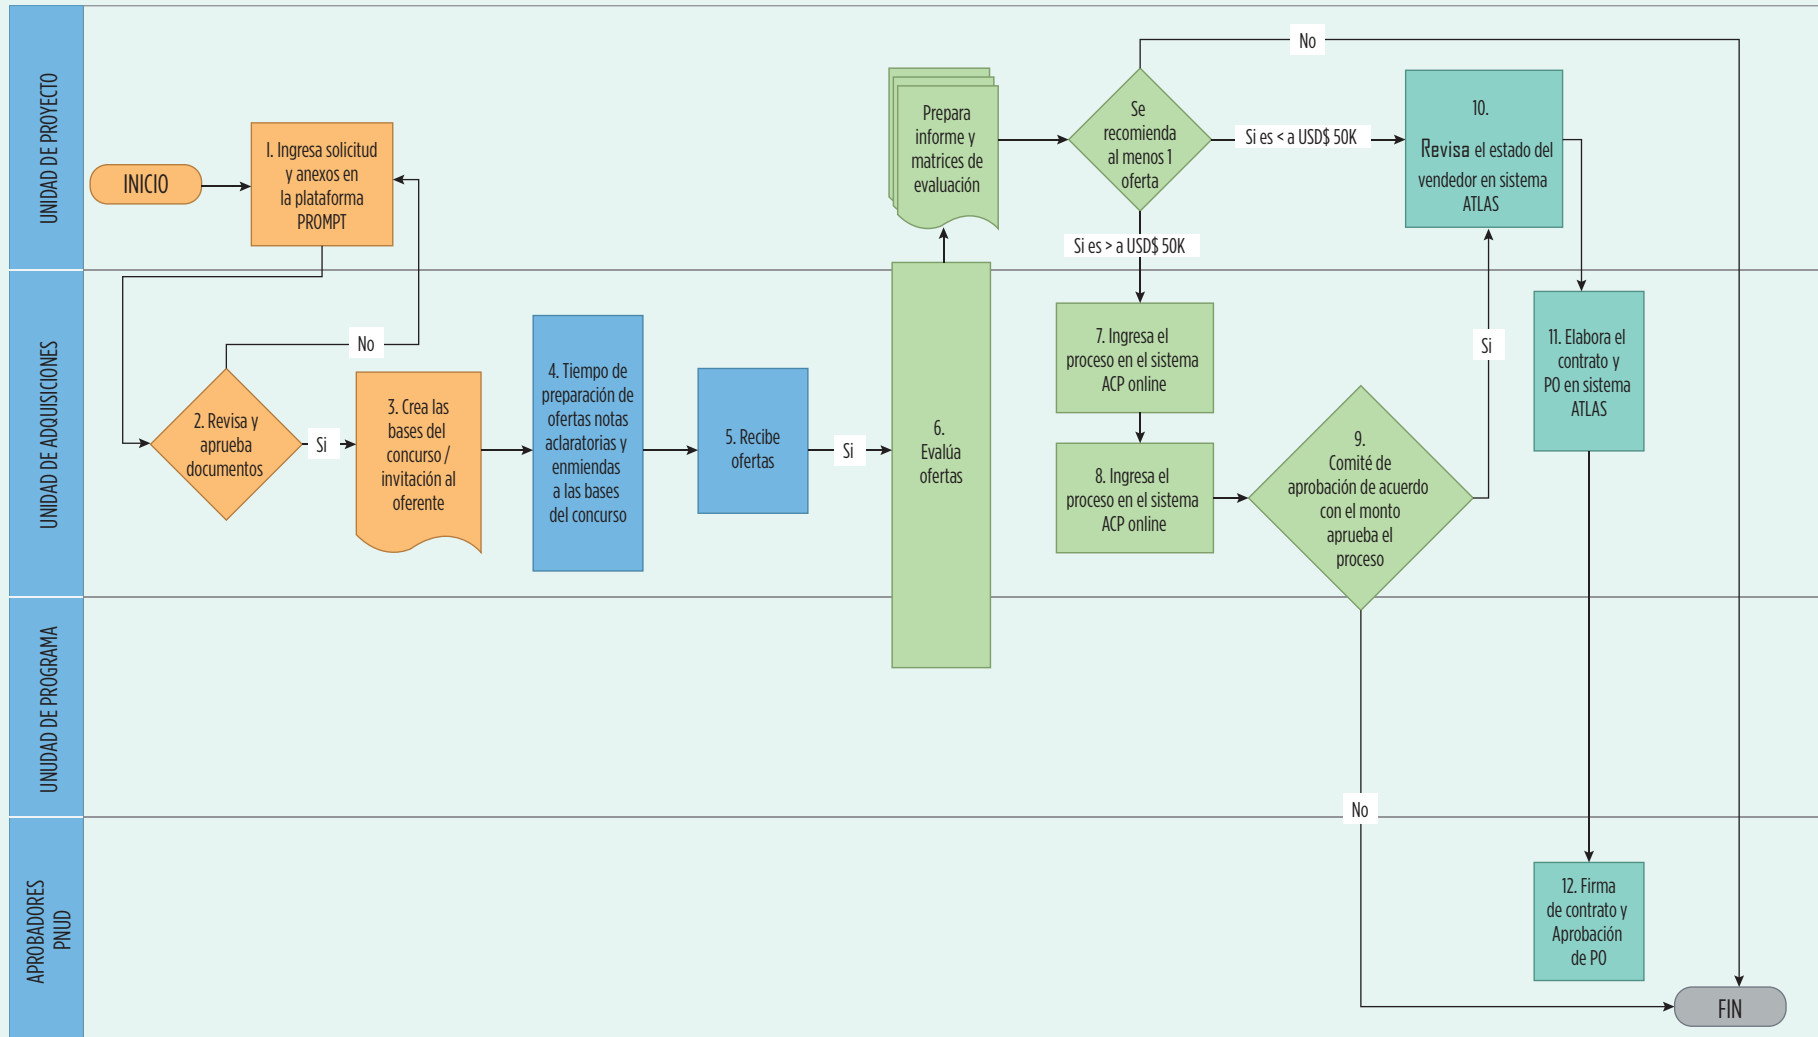 UNIDAD DE PROYECTO
INICIO
1. Ingresa solicitud
y anexos en
la plataforma
PROMPT
Prepara
informe y
matrices de
evaluación
Se
recomienda
al menos 1
oferta
No
Si es < a USD$ 50K
Si es > a USD$ 50K
10.
Revisa el estado del
vendedor en sistema
ATLAS
UNIDAD DE ADQUISICIONES
No
2. Revisa y
aprueba
documentos
Si
3. Crea las
bases del
concurso /
invitación al
oferente
4. Tiempo de
preparación de
ofertas notas
aclaratorias y
enmiendas
a las bases
del concurso
5. Recibe
ofertas
Si
6.
Evalúa
ofertas
7. Ingresa el
proceso en el sistema
ACP online
8. Ingresa el
proceso en el sistema
ACP online
9.
Comité de
aprobación de acuerdo
con el monto
aprueba el
proceso
Si
11. Elabora el
contrato y
PO en sistema
ATLAS
UNUDAD DE PROGRAMA
No
APROBADORES
PNUD
12. Firma
de contrato y
Aprobación
de PO
FIN